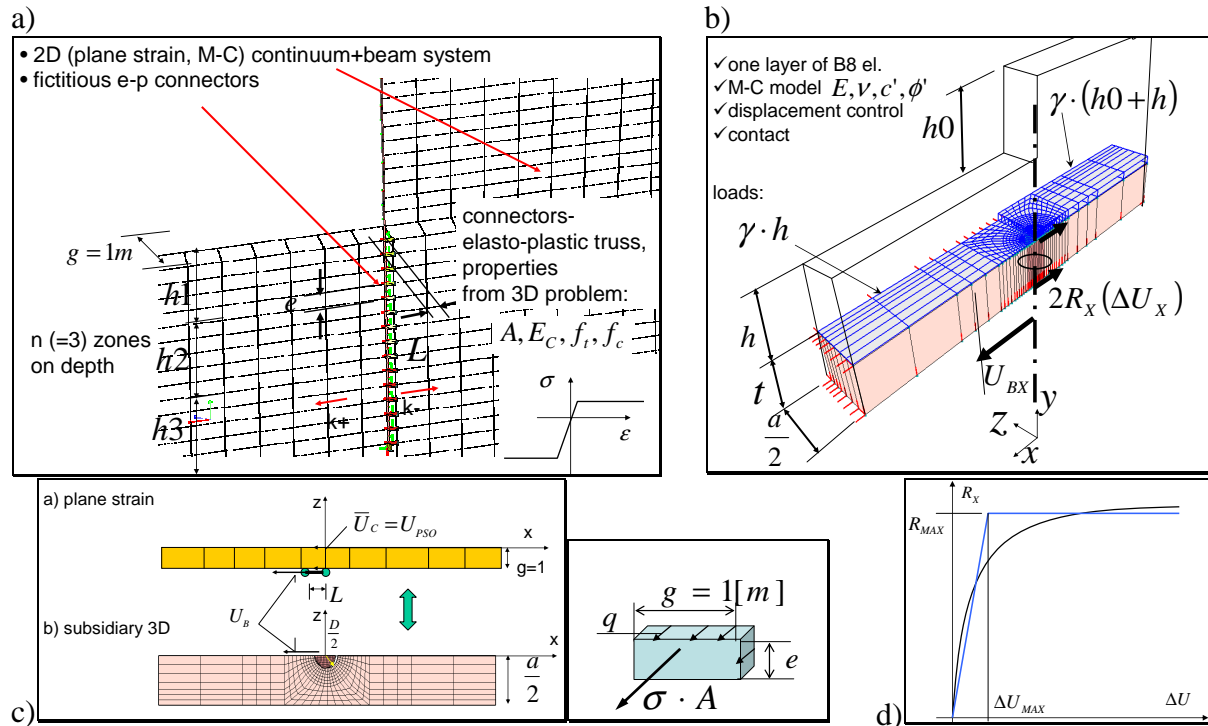 a)
• 2D (plane strain, M-C) continuum+beam system
• fictitious e-p connectors
g = 1m
h1
e
n (=3) zones
on depth
h2
h3
L
k+
k-
connectors-
elasto-plastic truss,
properties
from 3D problem:
A, E_C, f_t, f_c
σ
ε
b)
✓one layer of B8 el.
✓M-C model E, ν, c', ϕ'
✓displacement control
✓contact
h0
γ·(h0+h)
loads:
γ·h
2R_X(ΔU_X)
h
t
a/2
U_BX
y
z
x
c)
a) plane strain
z
Ū_C = U_PSO
x
g=1
L
U_B
b) subsidiary 3D
z
D/2
x
a/2
g = 1[m]
q
e
σ · A
d)
R_X
R_MAX
ΔU_MAX
ΔU